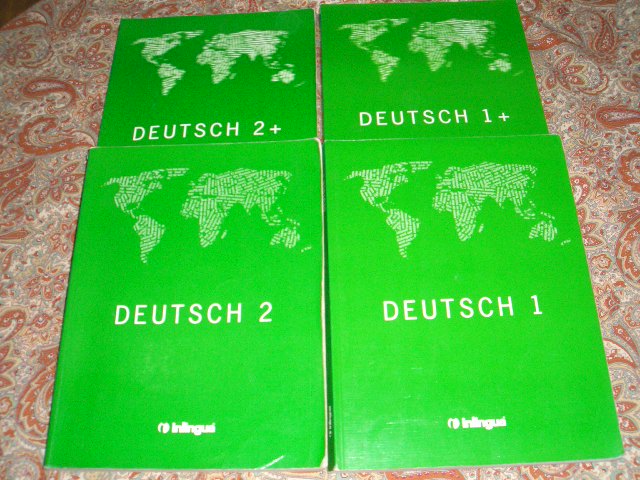 DEUTSCH 2+
DEUTSCH 1+
DEUTSCH 2
DEUTSCH 1
inlingua
inlingua